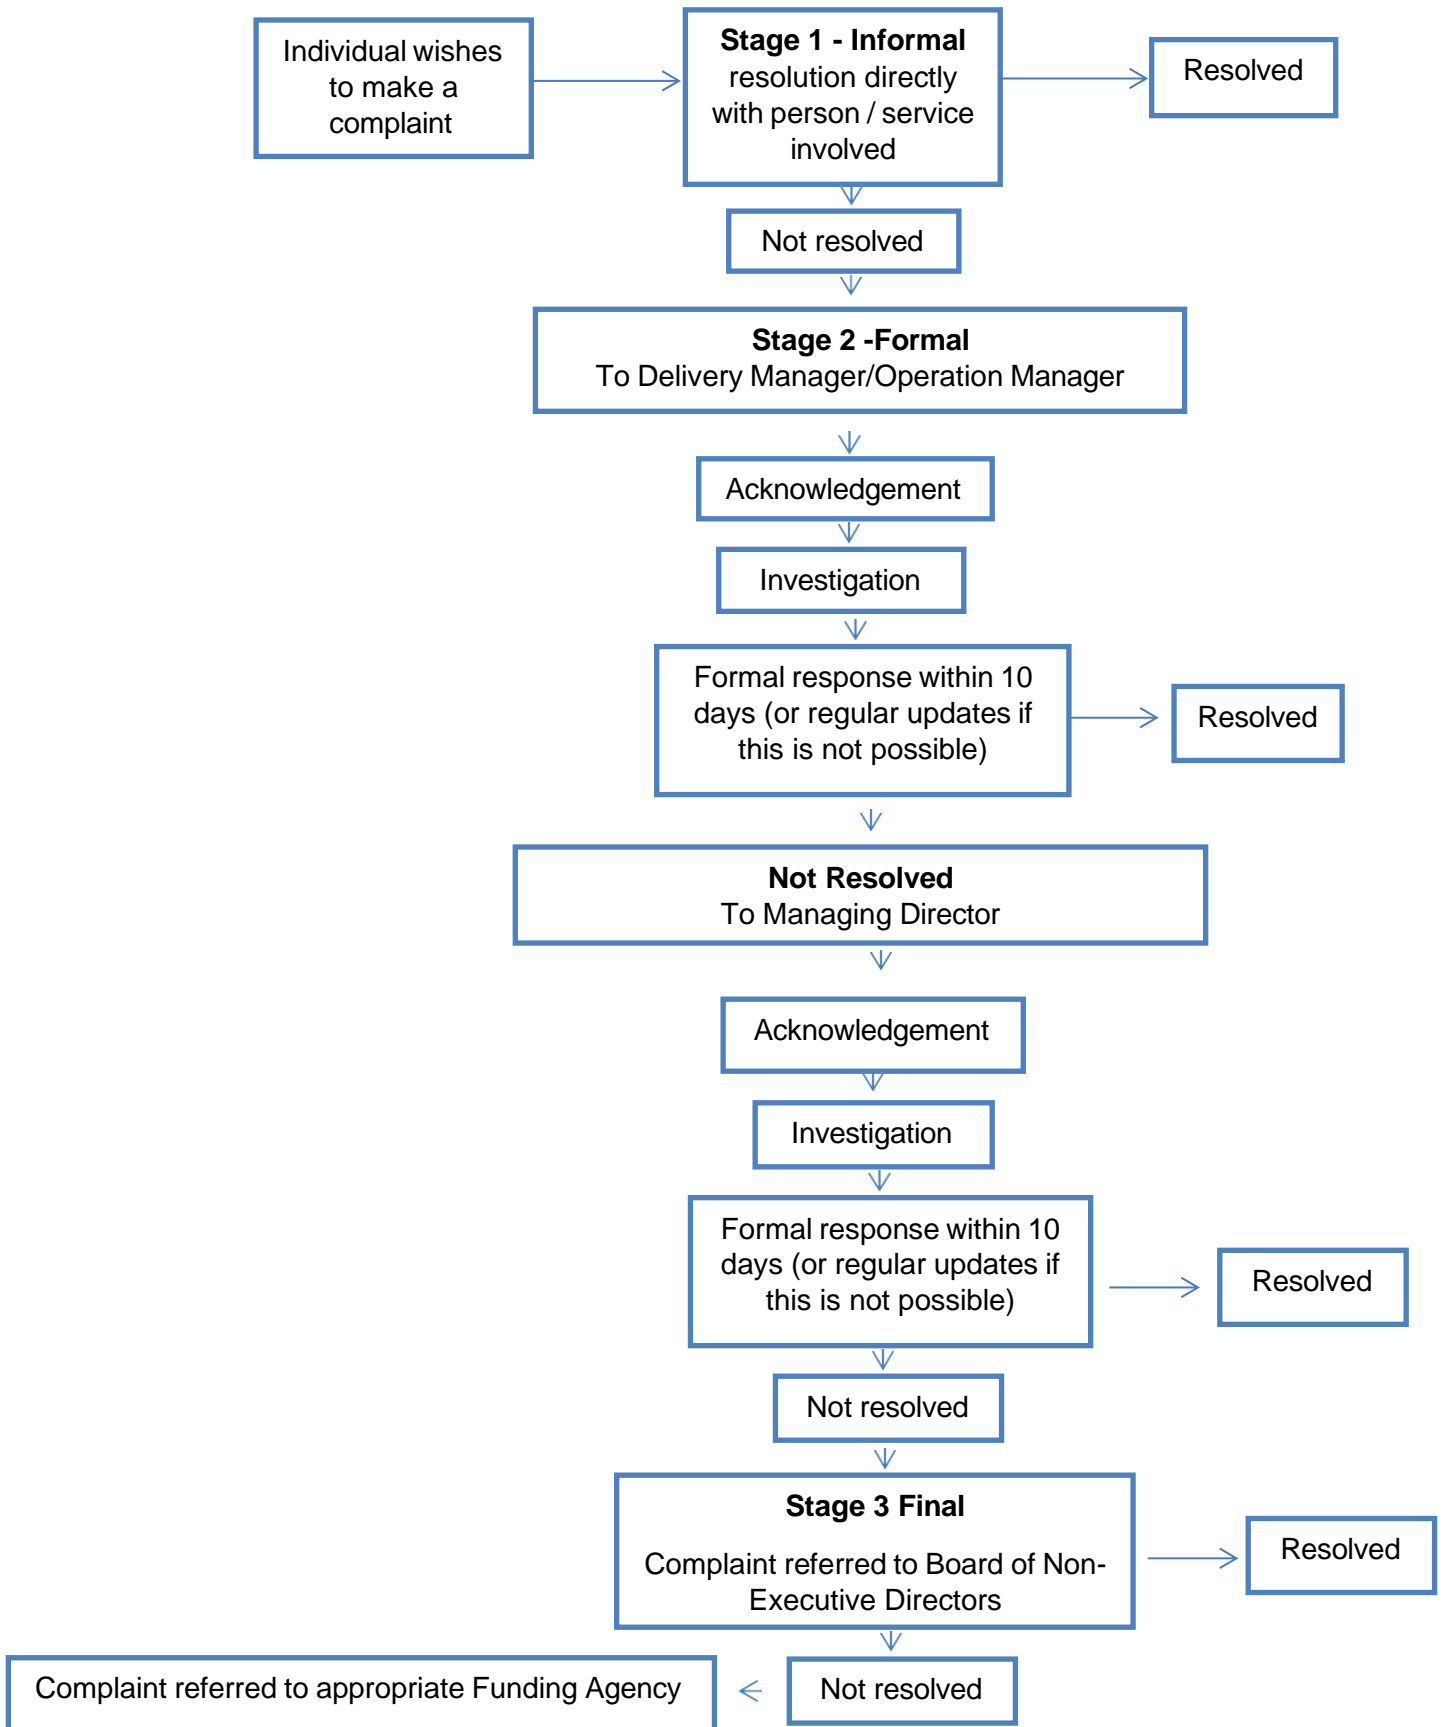 Individual wishes
to make a
complaint
Stage 1 - Informal
resolution directly
with person / service
involved
Resolved
Not resolved
Stage 2 -Formal
To Delivery Manager/Operation Manager
Acknowledgement
Investigation
Formal response within 10
days (or regular updates if
this is not possible)
Resolved
Not Resolved
To Managing Director
Acknowledgement
Investigation
Formal response within 10
days (or regular updates if
this is not possible)
Resolved
Not resolved
Stage 3 Final
Complaint referred to Board of Non-
Executive Directors
Resolved
Not resolved
Complaint referred to appropriate Funding Agency